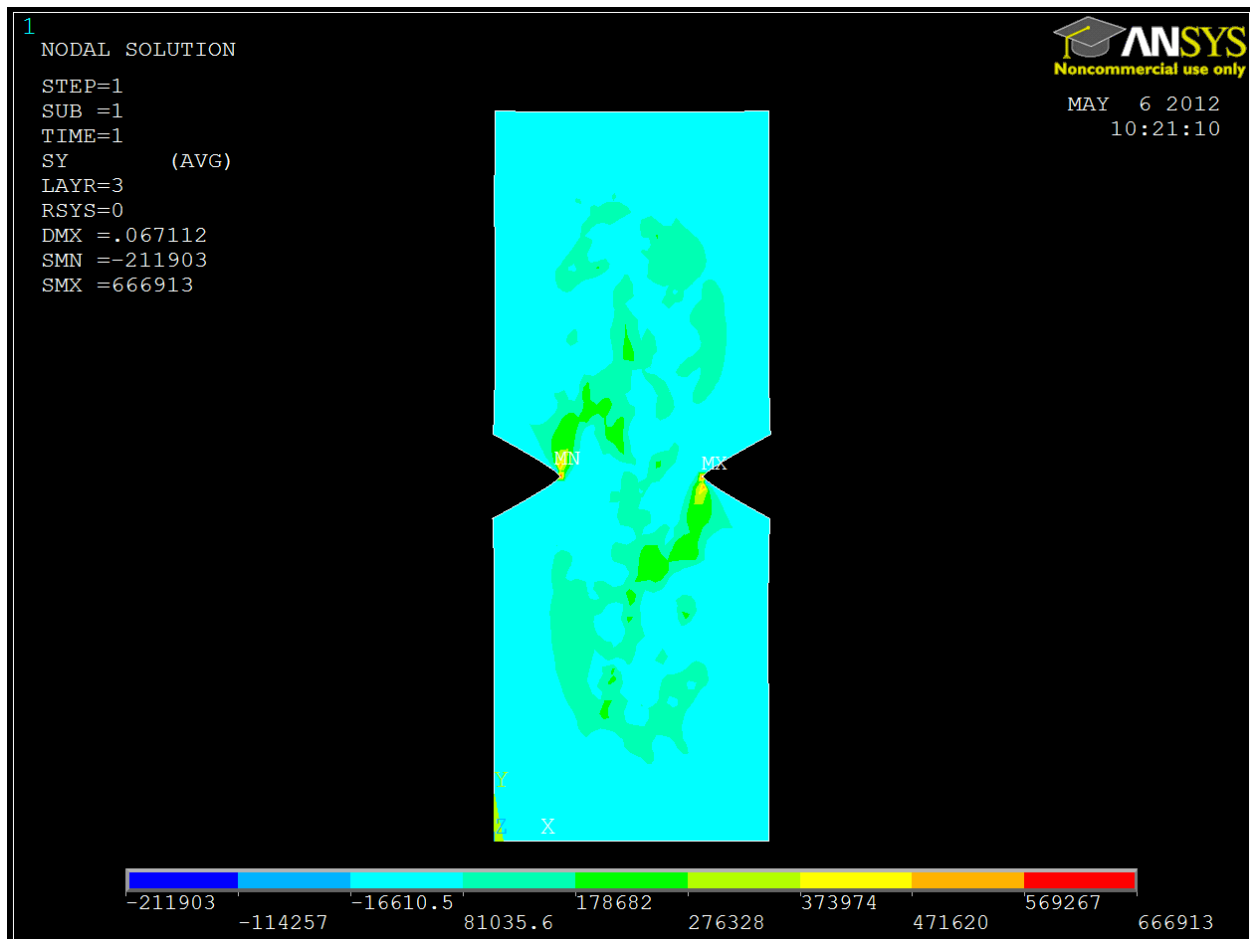 1
NODAL SOLUTION
STEP=1
SUB =1
TIME=1
SY (AVG)
LAYR=3
RSYS=0
DMX =.067112
SMN =-211903
SMX =666913
ANSYS
Noncommercial use only
MAY 6 2012
10:21:10
MN
MX
Y
Z X
-211903 -16610.5 178682 373974 569267
-114257 81035.6 276328 471620 666913